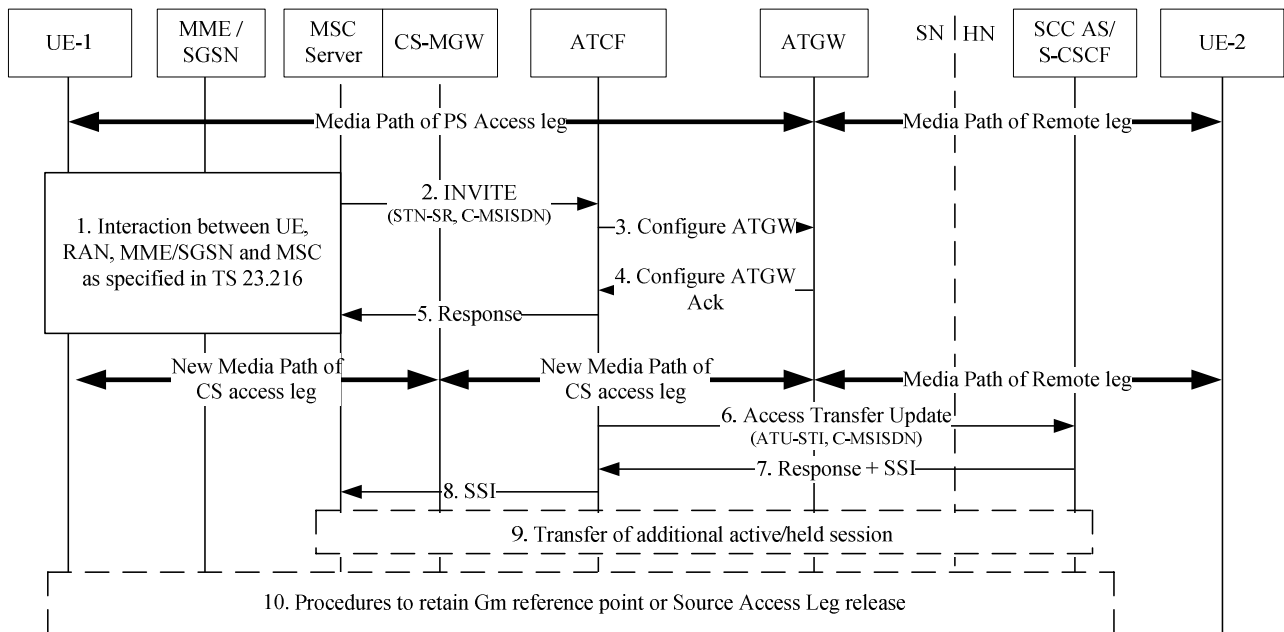 UE-1
MME /
SGSN
MSC
Server
CS-MGW
ATCF
ATGW
SN
HN
SCC AS/
S-CSCF
UE-2
Media Path of PS Access leg
Media Path of Remote leg
1. Interaction between UE,
RAN, MME/SGSN and MSC
as specified in TS 23.216
2. INVITE
(STN-SR, C-MSISDN)
3. Configure ATGW
4. Configure ATGW
Ack
5. Response
New Media Path of
CS access leg
New Media Path of
CS access leg
Media Path of Remote leg
6. Access Transfer Update
(ATU-STI, C-MSISDN)
7. Response + SSI
8. SSI
9. Transfer of additional active/held session
10. Procedures to retain Gm reference point or Source Access Leg release